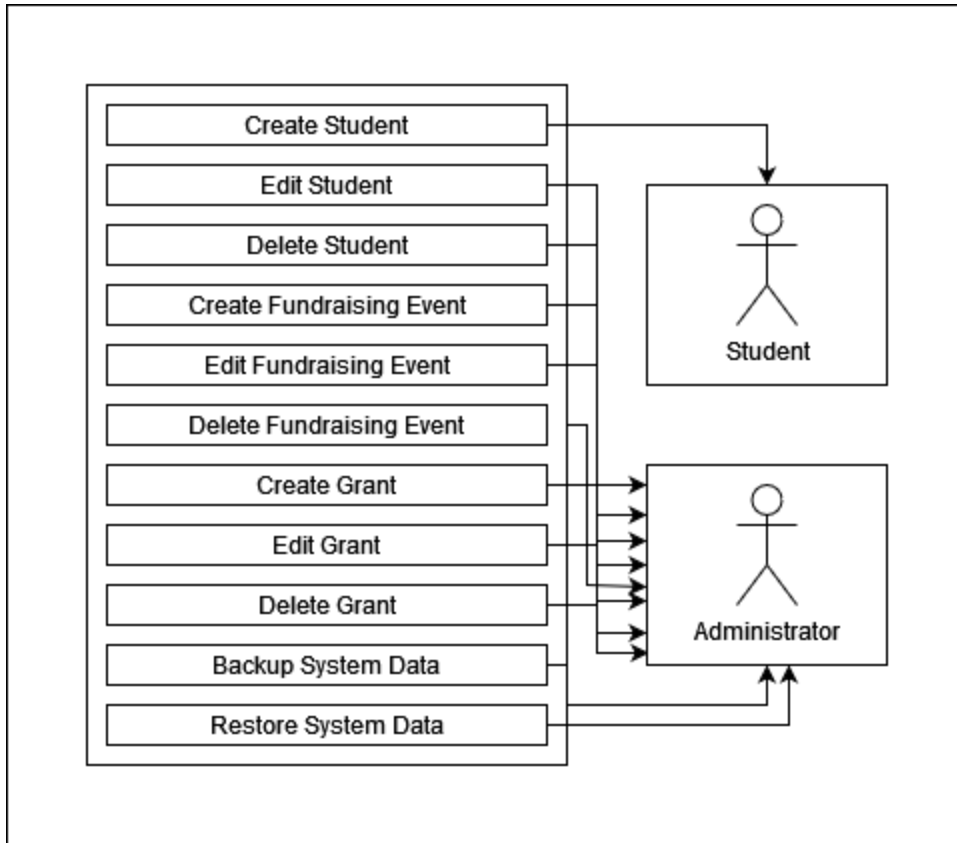 Create Student
Edit Student
Delete Student
Create Fundraising Event
Edit Fundraising Event
Delete Fundraising Event
Create Grant
Edit Grant
Delete Grant
Backup System Data
Restore System Data
Student
Administrator